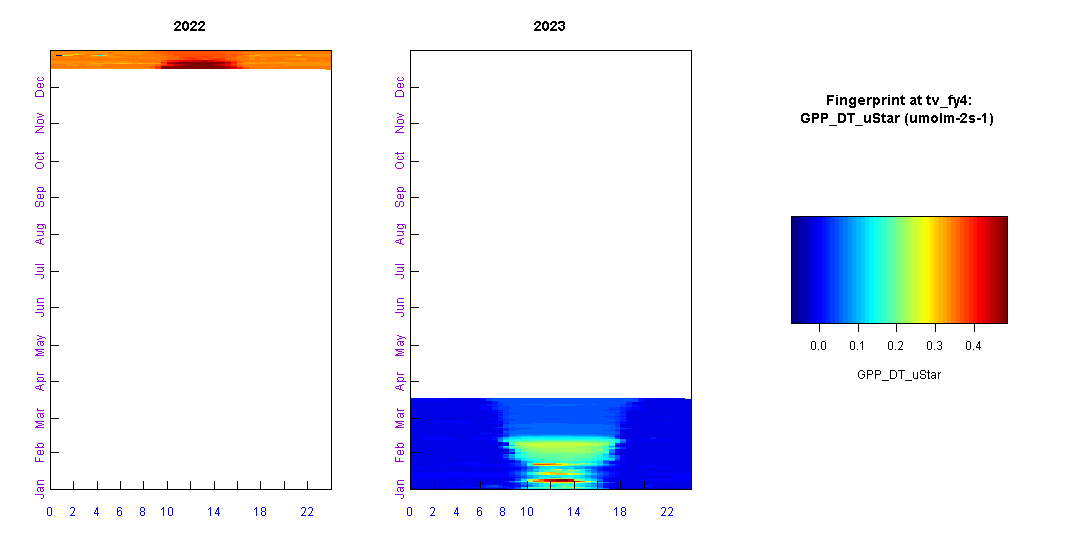 2022
2023
Fingerprint at tv_fy4:
GPP_DT_uStar (umolm-2s-1)
Dec
Nov
Oct
Sep
Aug
Jul
Jun
May
Apr
Mar
Feb
Jan
0 2 4 6 8 10 14 18 22
Dec
Nov
Oct
Sep
Aug
Jul
Jun
May
Apr
Mar
Feb
Jan
0 2 4 6 8 10 14 18 22
0.0 0.1 0.2 0.3 0.4
GPP_DT_uStar